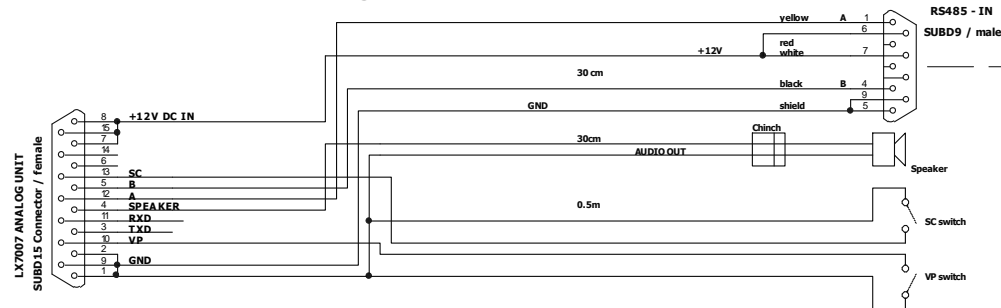 RS485 - IN
SUBD9 / male
yellow A 1
6
red
+12V white 7
30 cm
black B 4
9
GND shield 5
LX7007 ANALOG UNIT
SUBD15 Connector / female
8 +12V DC IN
15
7
14
6
13 SC
5 B
12 A
4 SPEAKER
11 RXD
3 TXD
10 VP
2
9 GND
1
30cm
AUDIO OUT
Chinch
Speaker
0.5m
SC switch
VP switch